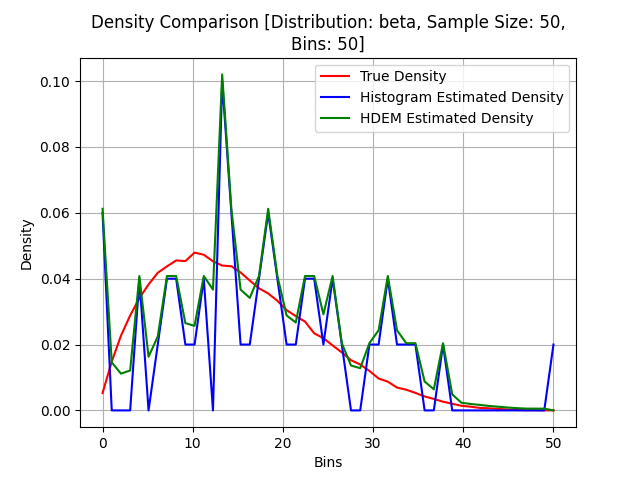 Density Comparison [Distribution: beta, Sample Size: 50,
Bins: 50]
True Density
Histogram Estimated Density
HDEM Estimated Density
Density
0.10
0.08
0.06
0.04
0.02
0.00
0 10 20 30 40 50
Bins